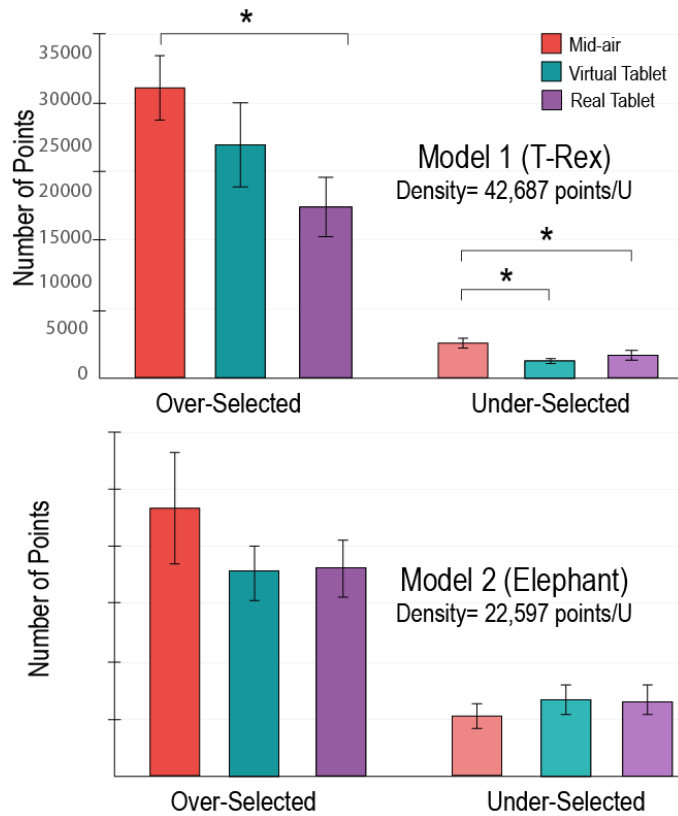 *
35000
30000
25000
20000
15000
10000
5000
0
Number of Points
Mid-air
Virtual Tablet
Real Tablet
Model 1 (T-Rex)
Density= 42,687 points/U
*
*
Over-Selected
Under-Selected
Number of Points
Model 2 (Elephant)
Density= 22,597 points/U
Over-Selected
Under-Selected